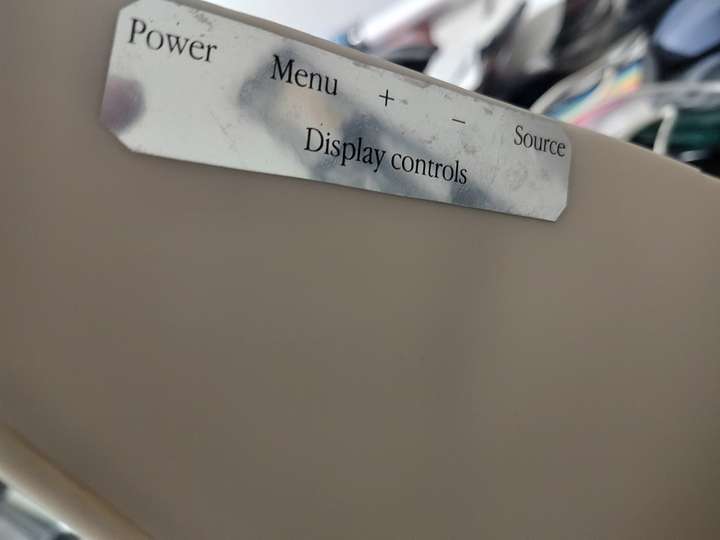 Power Menu + – Source
Display controls